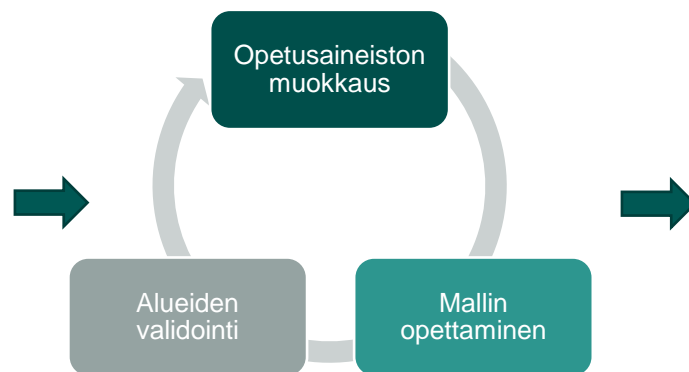 Opetusaineiston
muokkaus
Alueiden
validointi
Mallin
opettaminen